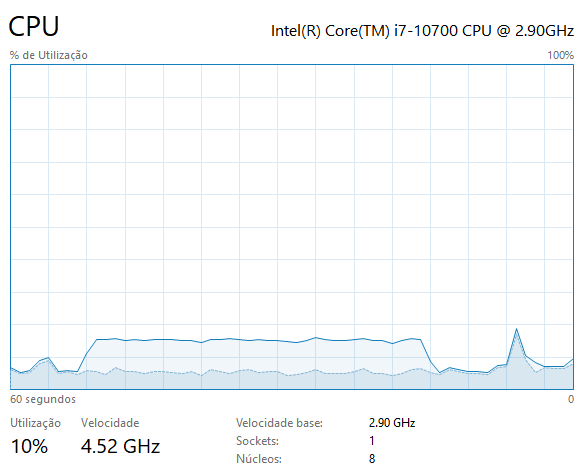 CPU
Intel(R) Core(TM) i7-10700 CPU @ 2.90GHz
% de Utilização
100%
60 segundos
0
Utilização
Velocidade
10%
4.52 GHz
Velocidade base:
2.90 GHz
Sockets:
1
Núcleos:
8